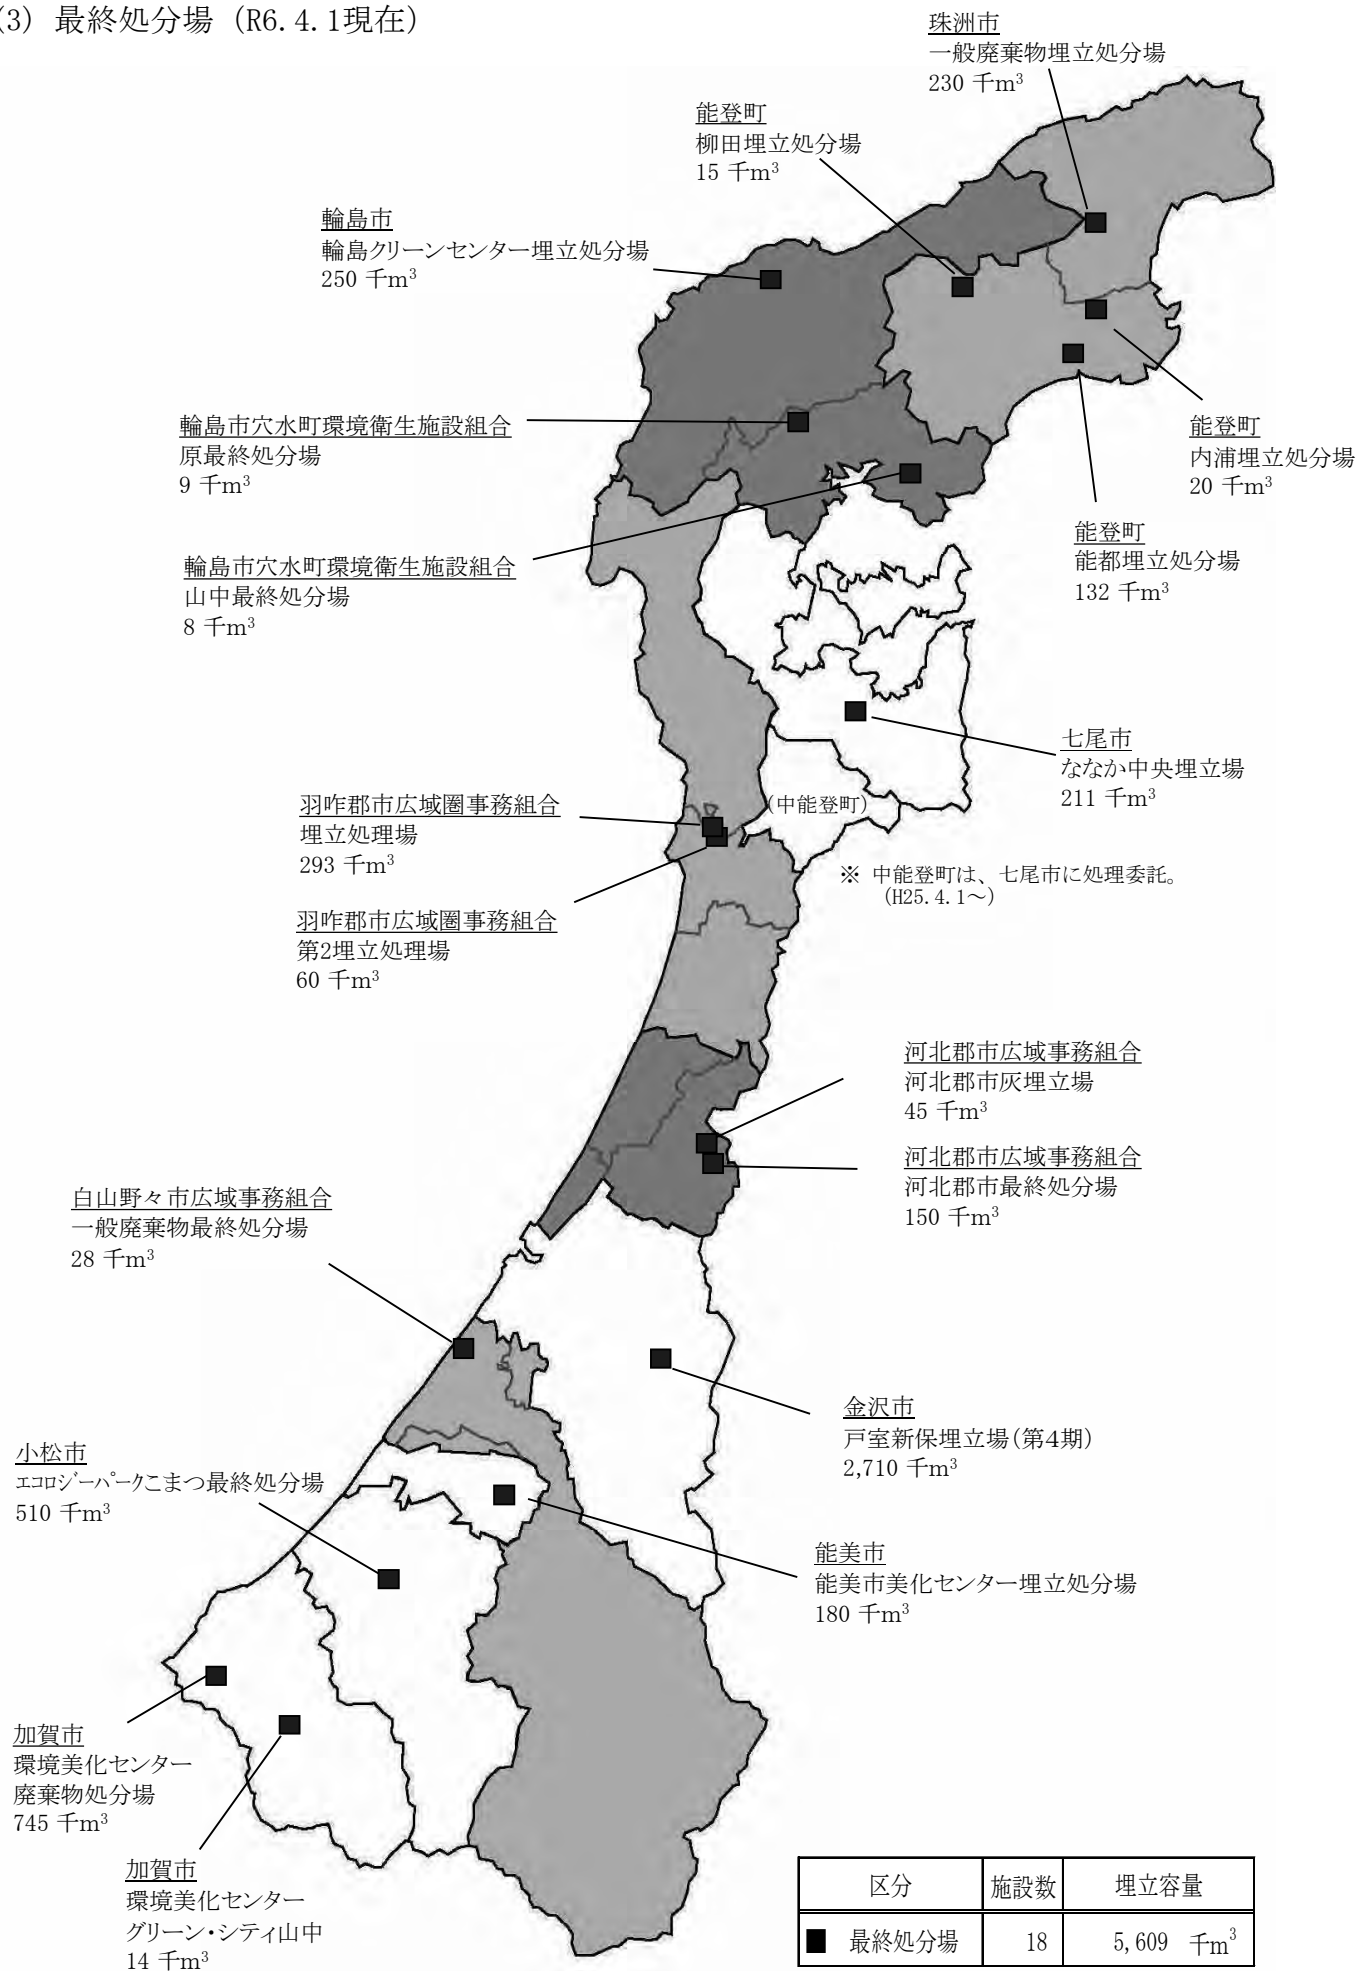 (3) 最終処分場 (R6.4.1現在)
珠洲市
一般廃棄物埋立処分場
230 千m³
能登町
柳田埋立処分場
15 千m³
輪島市
輪島クリーンセンター埋立処分場
250 千m³
輪島市穴水町環境衛生施設組合
原最終処分場
9 千m³
能登町
内浦埋立処分場
20 千m³
能登町
能都埋立処分場
132 千m³
輪島市穴水町環境衛生施設組合
山中最終処分場
8 千m³
七尾市
ななか中央埋立場
211 千m³
(中能登町)
羽咋郡市広域圏事務組合
埋立処理場
293 千m³
※ 中能登町は、七尾市に処理委託。
(H25.4.1～)
羽咋郡市広域圏事務組合
第2埋立処理場
60 千m³
河北郡市広域事務組合
河北郡市灰埋立場
45 千m³
河北郡市広域事務組合
河北郡市最終処分場
150 千m³
白山野々市広域事務組合
一般廃棄物最終処分場
28 千m³
金沢市
戸室新保埋立場(第4期)
2,710 千m³
小松市
エコロジーパークこまつ最終処分場
510 千m³
能美市
能美市美化センター埋立処分場
180 千m³
加賀市
環境美化センター
廃棄物処分場
745 千m³
加賀市
環境美化センター
グリーン・シティ山中
14 千m³
区分 施設数 埋立容量
■ 最終処分場 18 5,609 千m³